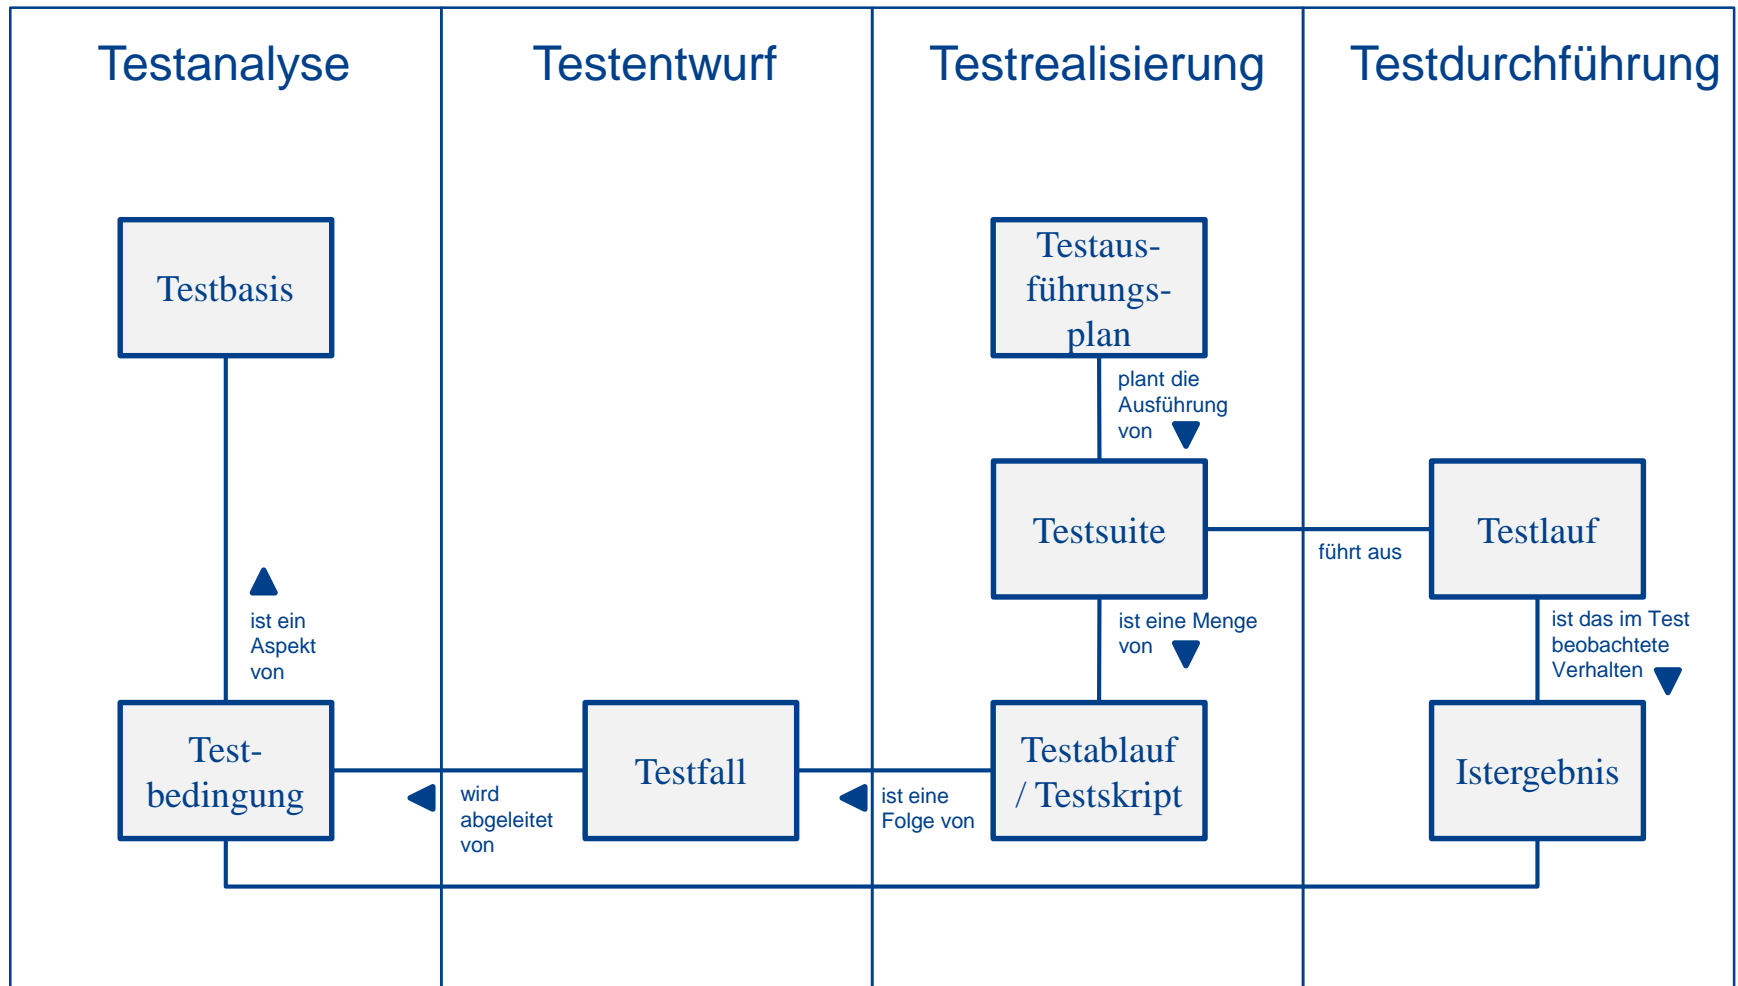 Testanalyse
Testentwurf
Testrealisierung
Testdurchführung
Testbasis
Testaus-
führungs-
plan
plant die
Ausführung
von
Testsuite
führt aus
Testlauf
ist ein
Aspekt
von
ist eine Menge
von
ist das im Test
beobachtete
Verhalten
Test-
bedingung
wird
abgeleitet
von
Testfall
ist eine
Folge von
Testablauf
/ Testskript
Istergebnis